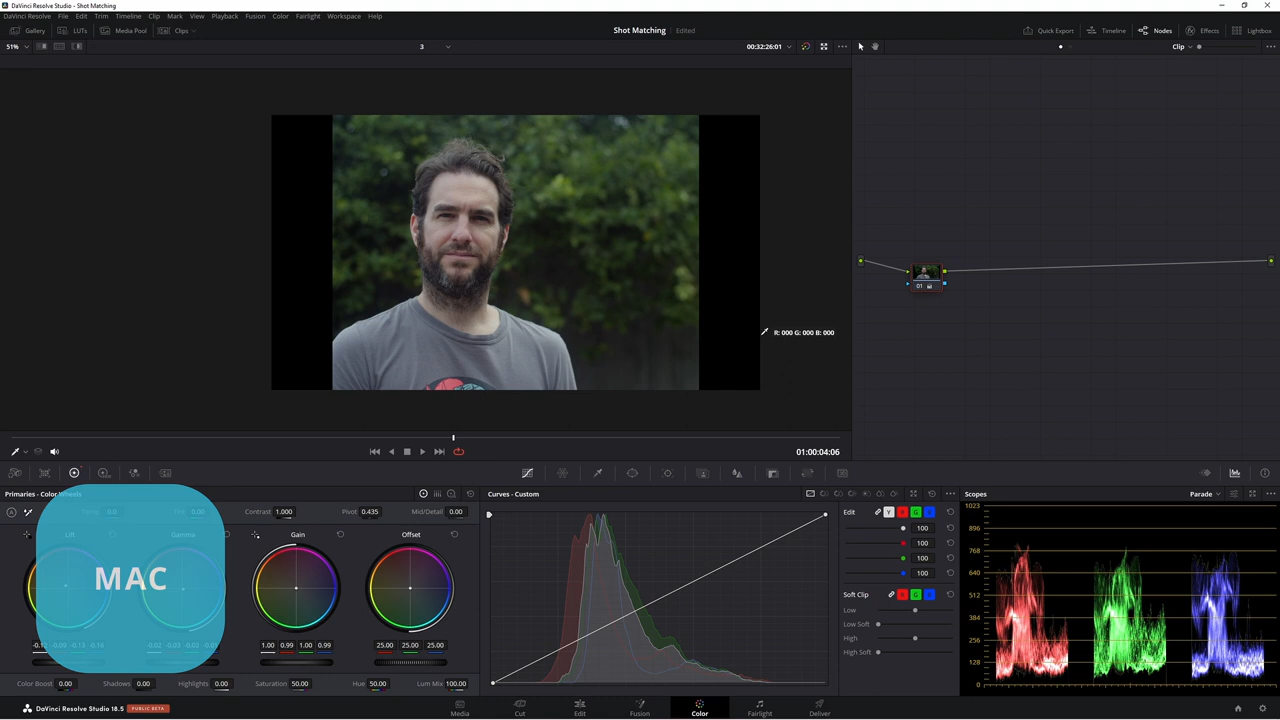 DaVinci Resolve Studio - Shot Matching
DaVinci Resolve File Edit Trim Timeline Clip Mark View Playback Fusion Color Fairlight Workspace Help
Gallery LUTs Media Pool Clips Shot Matching Edited Quick Export Timeline Nodes Effects Lightbox
51% 3 00:32:26:01 Clip
R: 000 G: 000 B: 000
01
01:00:04:06
Primaries - Color Wheels Curves - Custom Scopes Parade
Contrast 1.000 Pivot 0.435 Mid/Detail 0.00 Edit Y R G B
Lift Gamma Gain Offset
100
100
100
100
MAC
Soft Clip R G B
Low
Low Soft
High
High Soft
1.00 0.99 1.00 0.99 25.00 25.00 25.00
Color Boost 0.00 Shadows 0.00 Highlights 0.00 Saturation 50.00 Hue 50.00 Lum Mix 100.00
1023
896
768
640
512
384
256
128
0
DaVinci Resolve Studio 18.5 PUBLIC BETA Media Cut Edit Fusion Color Fairlight Deliver